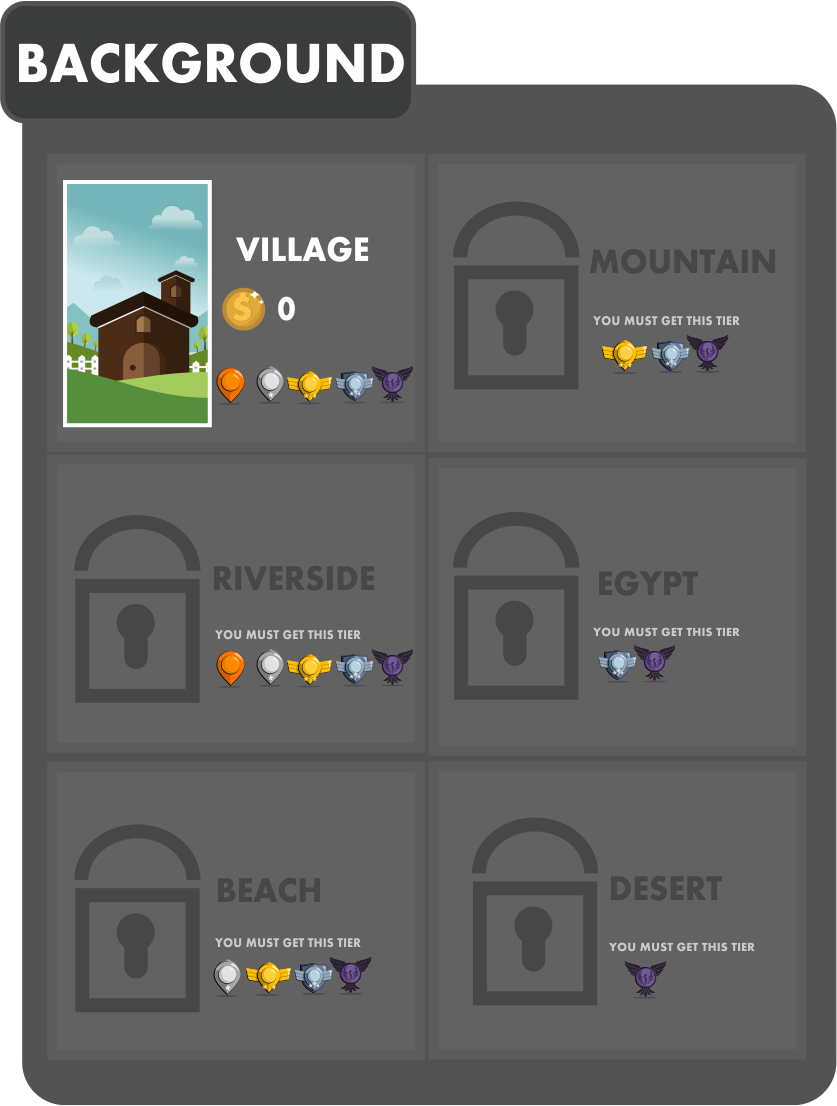 BACKGROUND
VILLAGE
0
MOUNTAIN
YOU MUST GET THIS TIER
RIVERSIDE
YOU MUST GET THIS TIER
EGYPT
YOU MUST GET THIS TIER
BEACH
YOU MUST GET THIS TIER
DESERT
YOU MUST GET THIS TIER